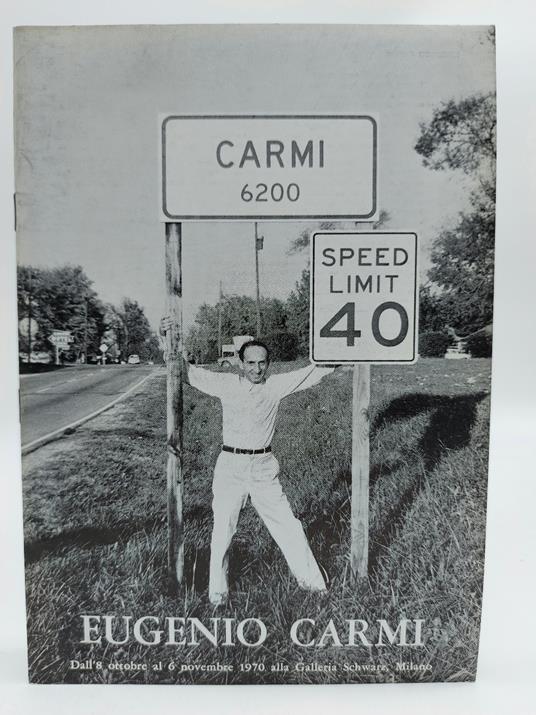 CARMI
6200
SPEED
LIMIT
40
EUGENIO CARMI
Dall'8 ottobre al 6 novembre 1970 alla Galleria Schwarz, Milano